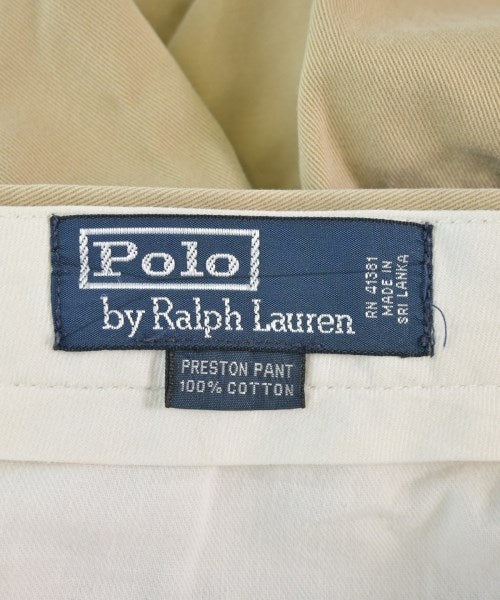 Polo
by Ralph Lauren
RN 41381
MADE IN
SRI LANKA
PRESTON PANT
100% COTTON